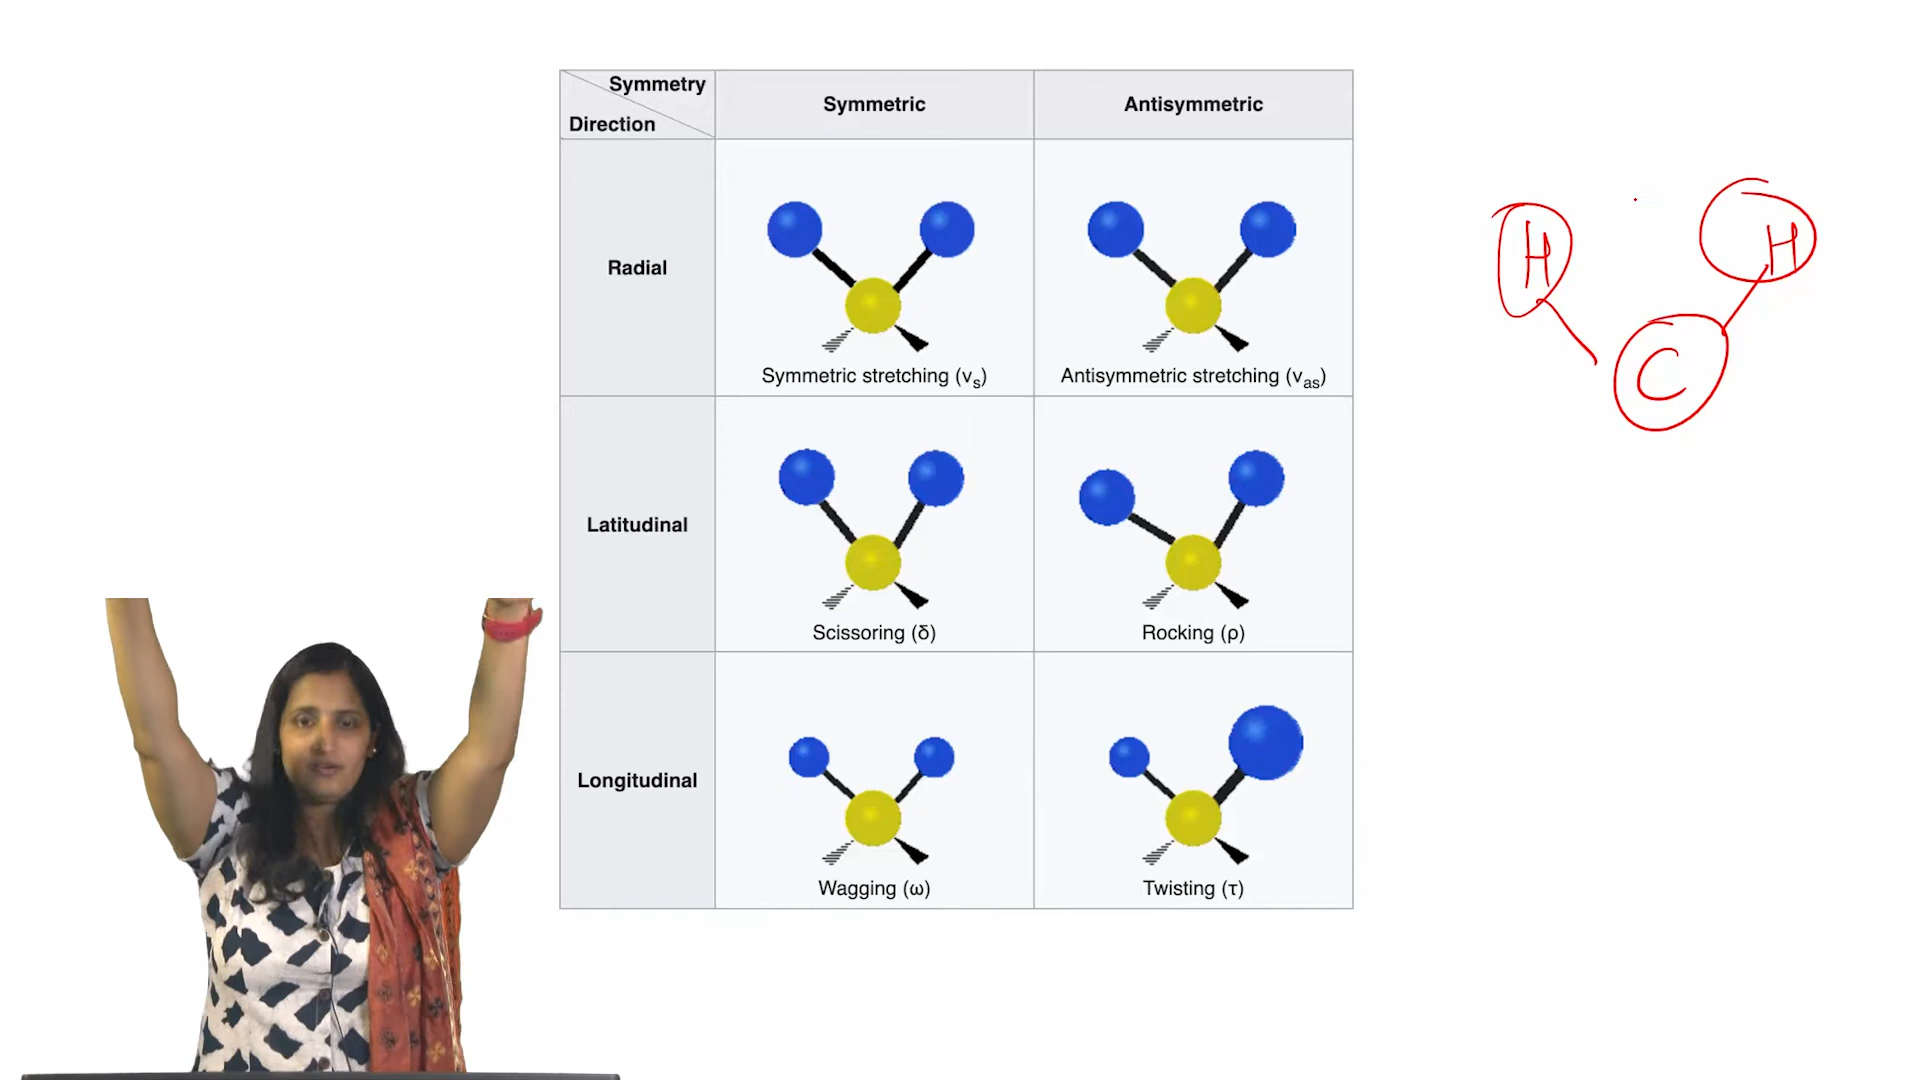 Symmetry
Direction
Symmetric
Antisymmetric
Radial
Symmetric stretching (νs)
Antisymmetric stretching (νas)
Latitudinal
Scissoring (δ)
Rocking (ρ)
Longitudinal
Wagging (ω)
Twisting (τ)
H
H
C